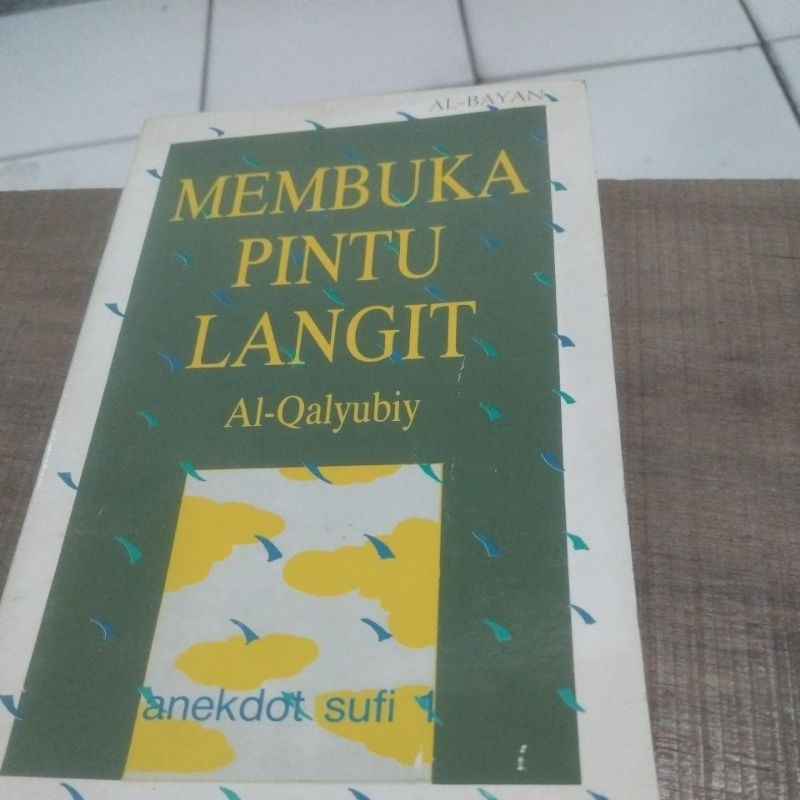 AL-BAYAN
MEMBUKA
PINTU
LANGIT
Al-Qalyubiy
anekdot sufi 1